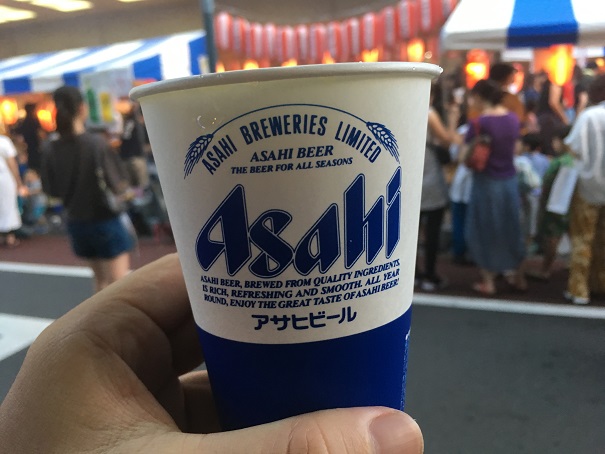 ASAHI BREWERIES LIMITED
ASAHI BEER
THE BEER FOR ALL SEASONS
Asahi
ASAHI BEER, BREWED FROM QUALITY INGREDIENTS,
IS RICH, REFRESHING AND SMOOTH. ALL YEAR
ROUND, ENJOY THE GREAT TASTE OF ASAHI BEER!
アサヒビール